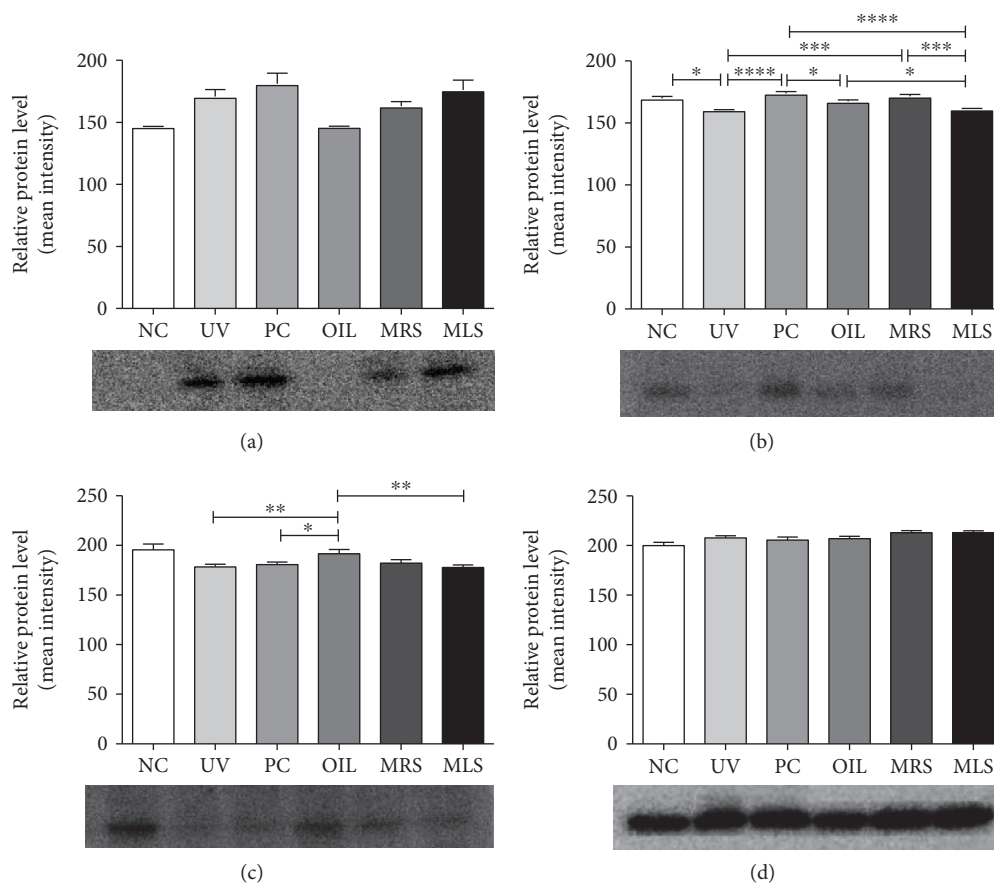 Relative protein level
(mean intensity)
200
150
100
50
0
NC UV PC OIL MRS MLS
(a)
Relative protein level
(mean intensity)
200
150
100
50
0
****
*** ***
* **** * *
NC UV PC OIL MRS MLS
(b)
Relative protein level
(mean intensity)
250
200
150
100
50
0
**
**
*
NC UV PC OIL MRS MLS
(c)
Relative protein level
(mean intensity)
250
200
150
100
50
0
NC UV PC OIL MRS MLS
(d)